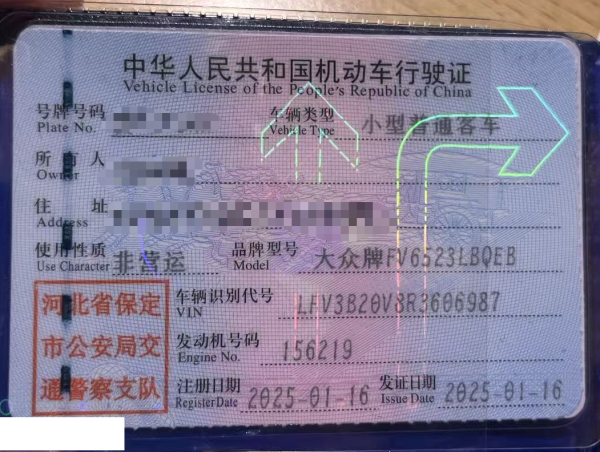 中华人民共和国机动车行驶证
Vehicle License of the People's Republic of China
号牌号码 Plate No. 车辆类型 Vehicle Type 小型普通客车
所有人 Owner
住址 Address
使用性质 Use Character 非营运 品牌型号 Model 大众牌FV6523LBQEB
车辆识别代号 VIN LFV3B20V8R3606987
发动机号码 Engine No. 156219
注册日期 Register Date 2025-01-16 发证日期 Issue Date 2025-01-16
河北省保定
市公安局交
通警察支队